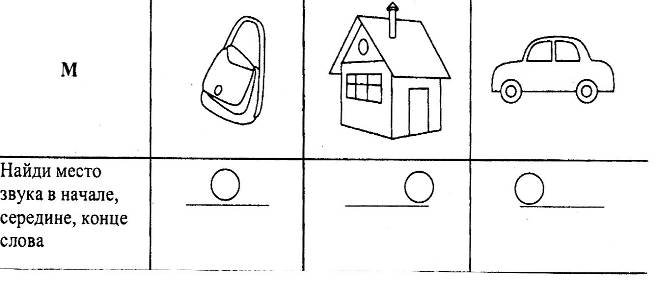 М
Найди место
звука в начале,
середине, конце
слова